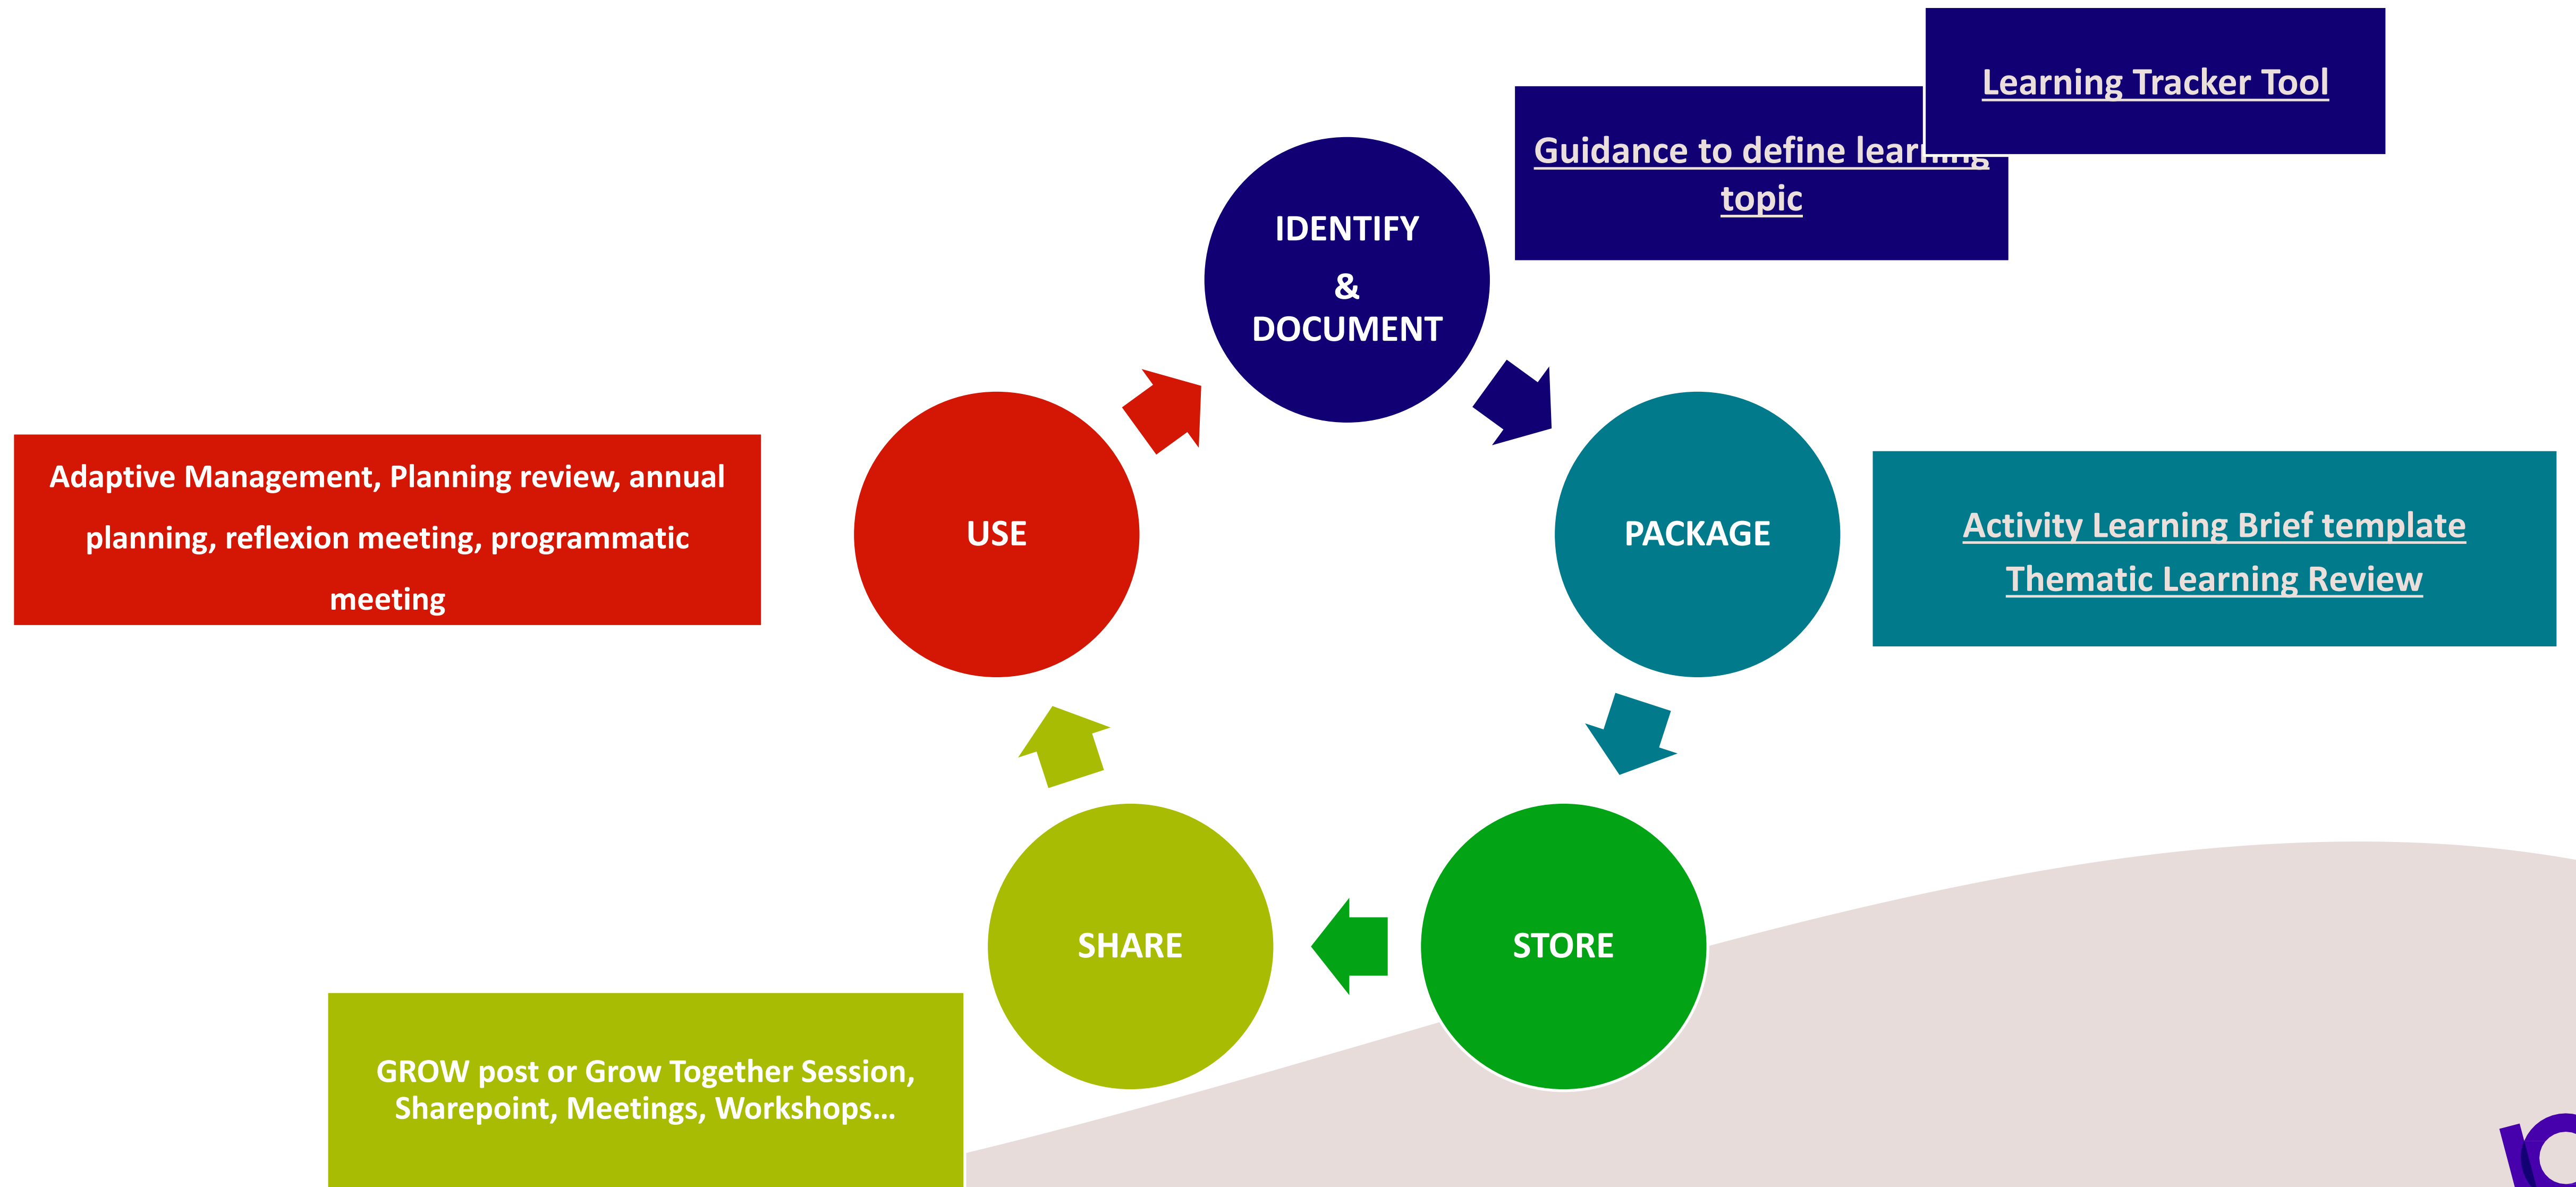 Learning Tracker Tool
Guidance to define learning
topic
IDENTIFY
&
DOCUMENT
PACKAGE
Activity Learning Brief template
Thematic Learning Review
STORE
SHARE
GROW post or Grow Together Session,
Sharepoint, Meetings, Workshops...
USE
Adaptive Management, Planning review, annual
planning, reflexion meeting, programmatic
meeting